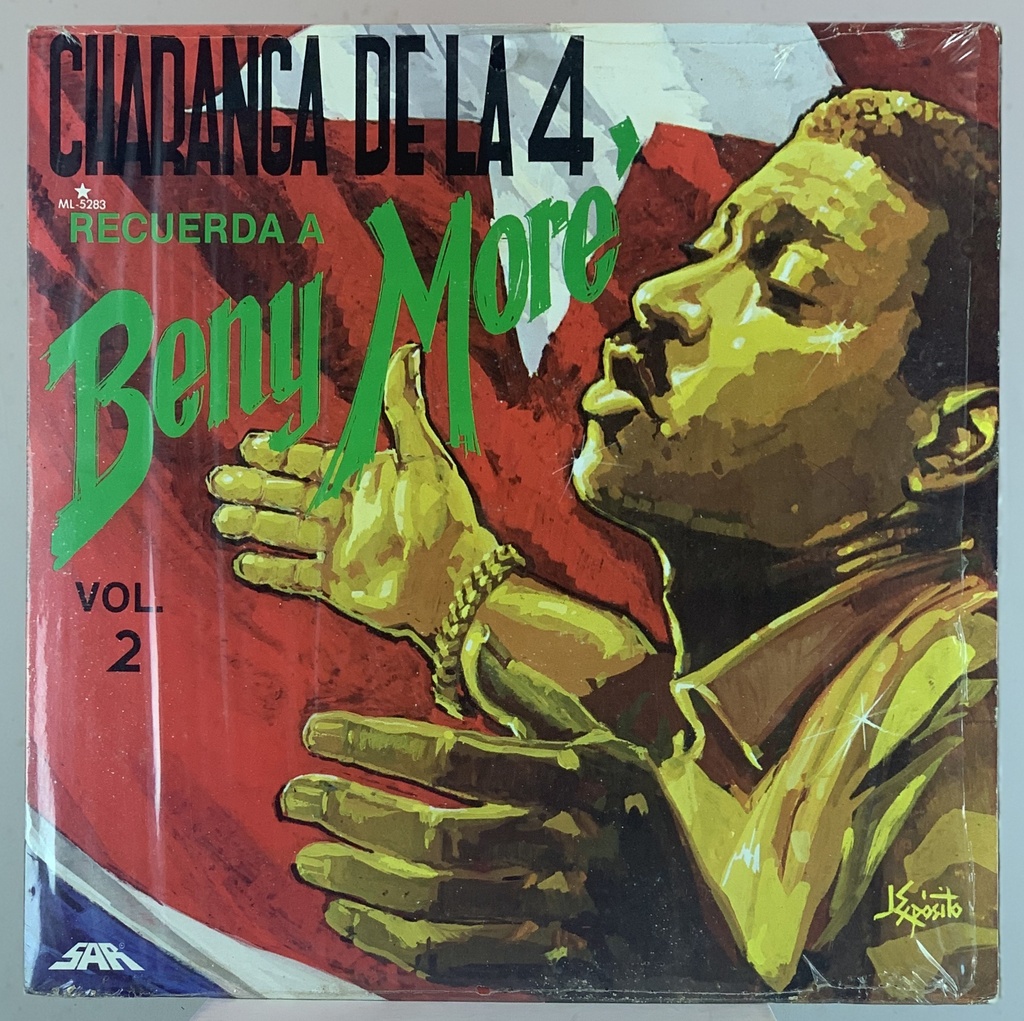 CHARANGA DE LA 4
ML-5283
RECUERDA A
Beny Moré
VOL.
2
J Expósito
SAR